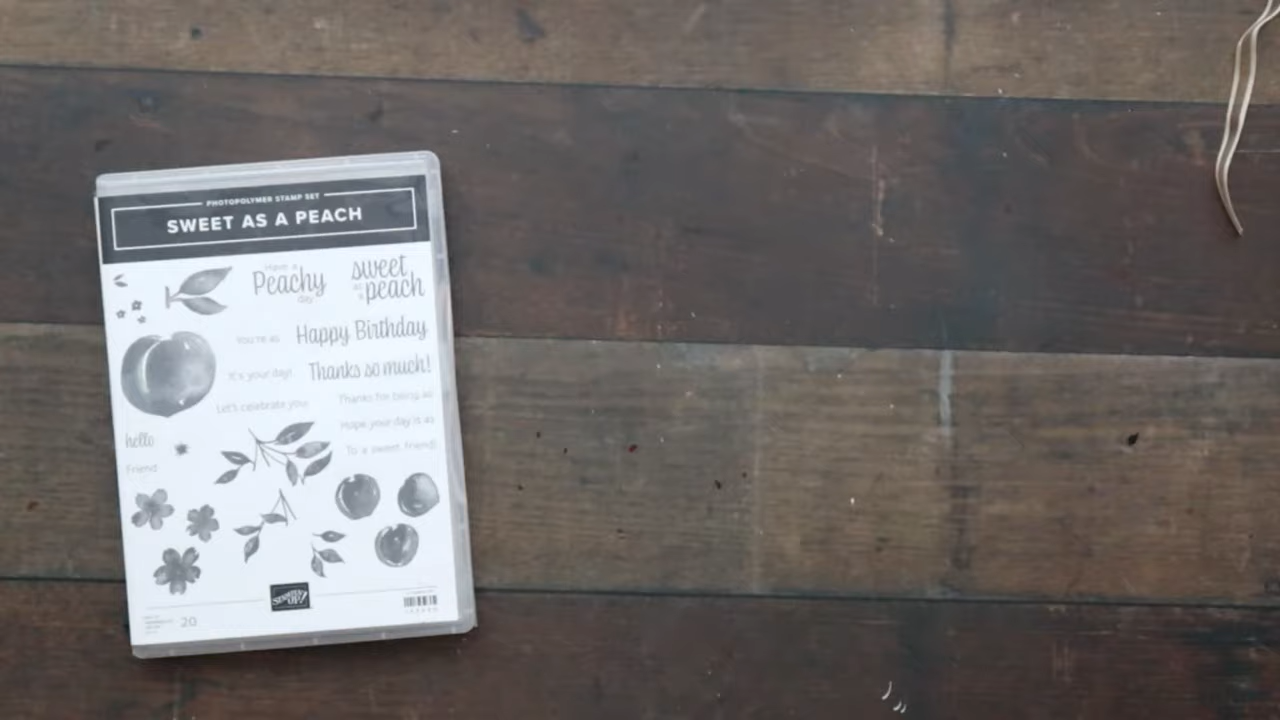 PHOTOPOLYMER STAMP SET
SWEET AS A PEACH
Have a
Peachy
day
sweet
as
a peach
You're as
Happy Birthday
It's your day!
Thanks so much!
Let's celebrate you
Thanks for being as
Hope your day is as
To a sweet friend!
hello
Friend
STAMPIN' UP!
20